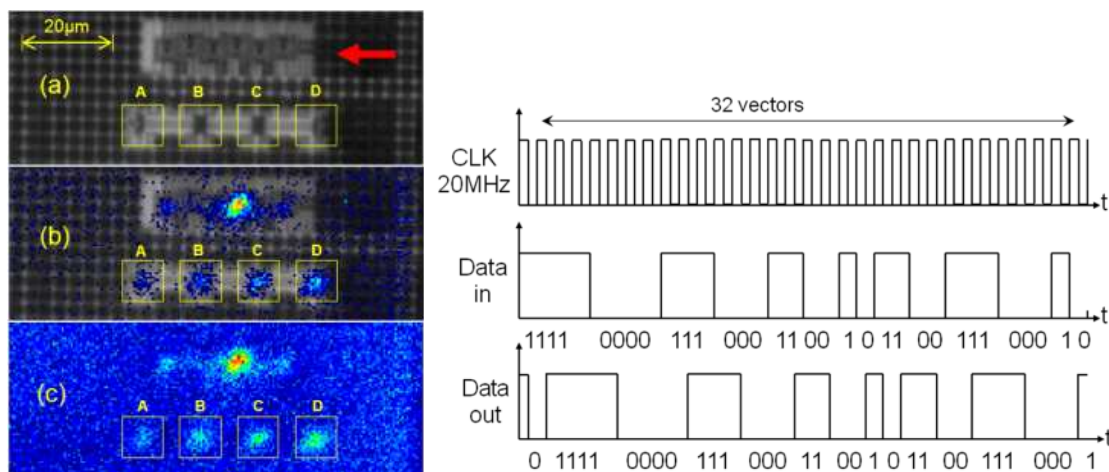 20μm
(a)
A B C D
(b)
A B C D
(c)
A B C D
32 vectors
CLK
20MHz
t
Data
in
t
1111 0000 111 000 11 00 1 0 11 00 111 000 1 0
Data
out
t
0 1111 0000 111 000 11 00 1 0 11 00 111 000 1